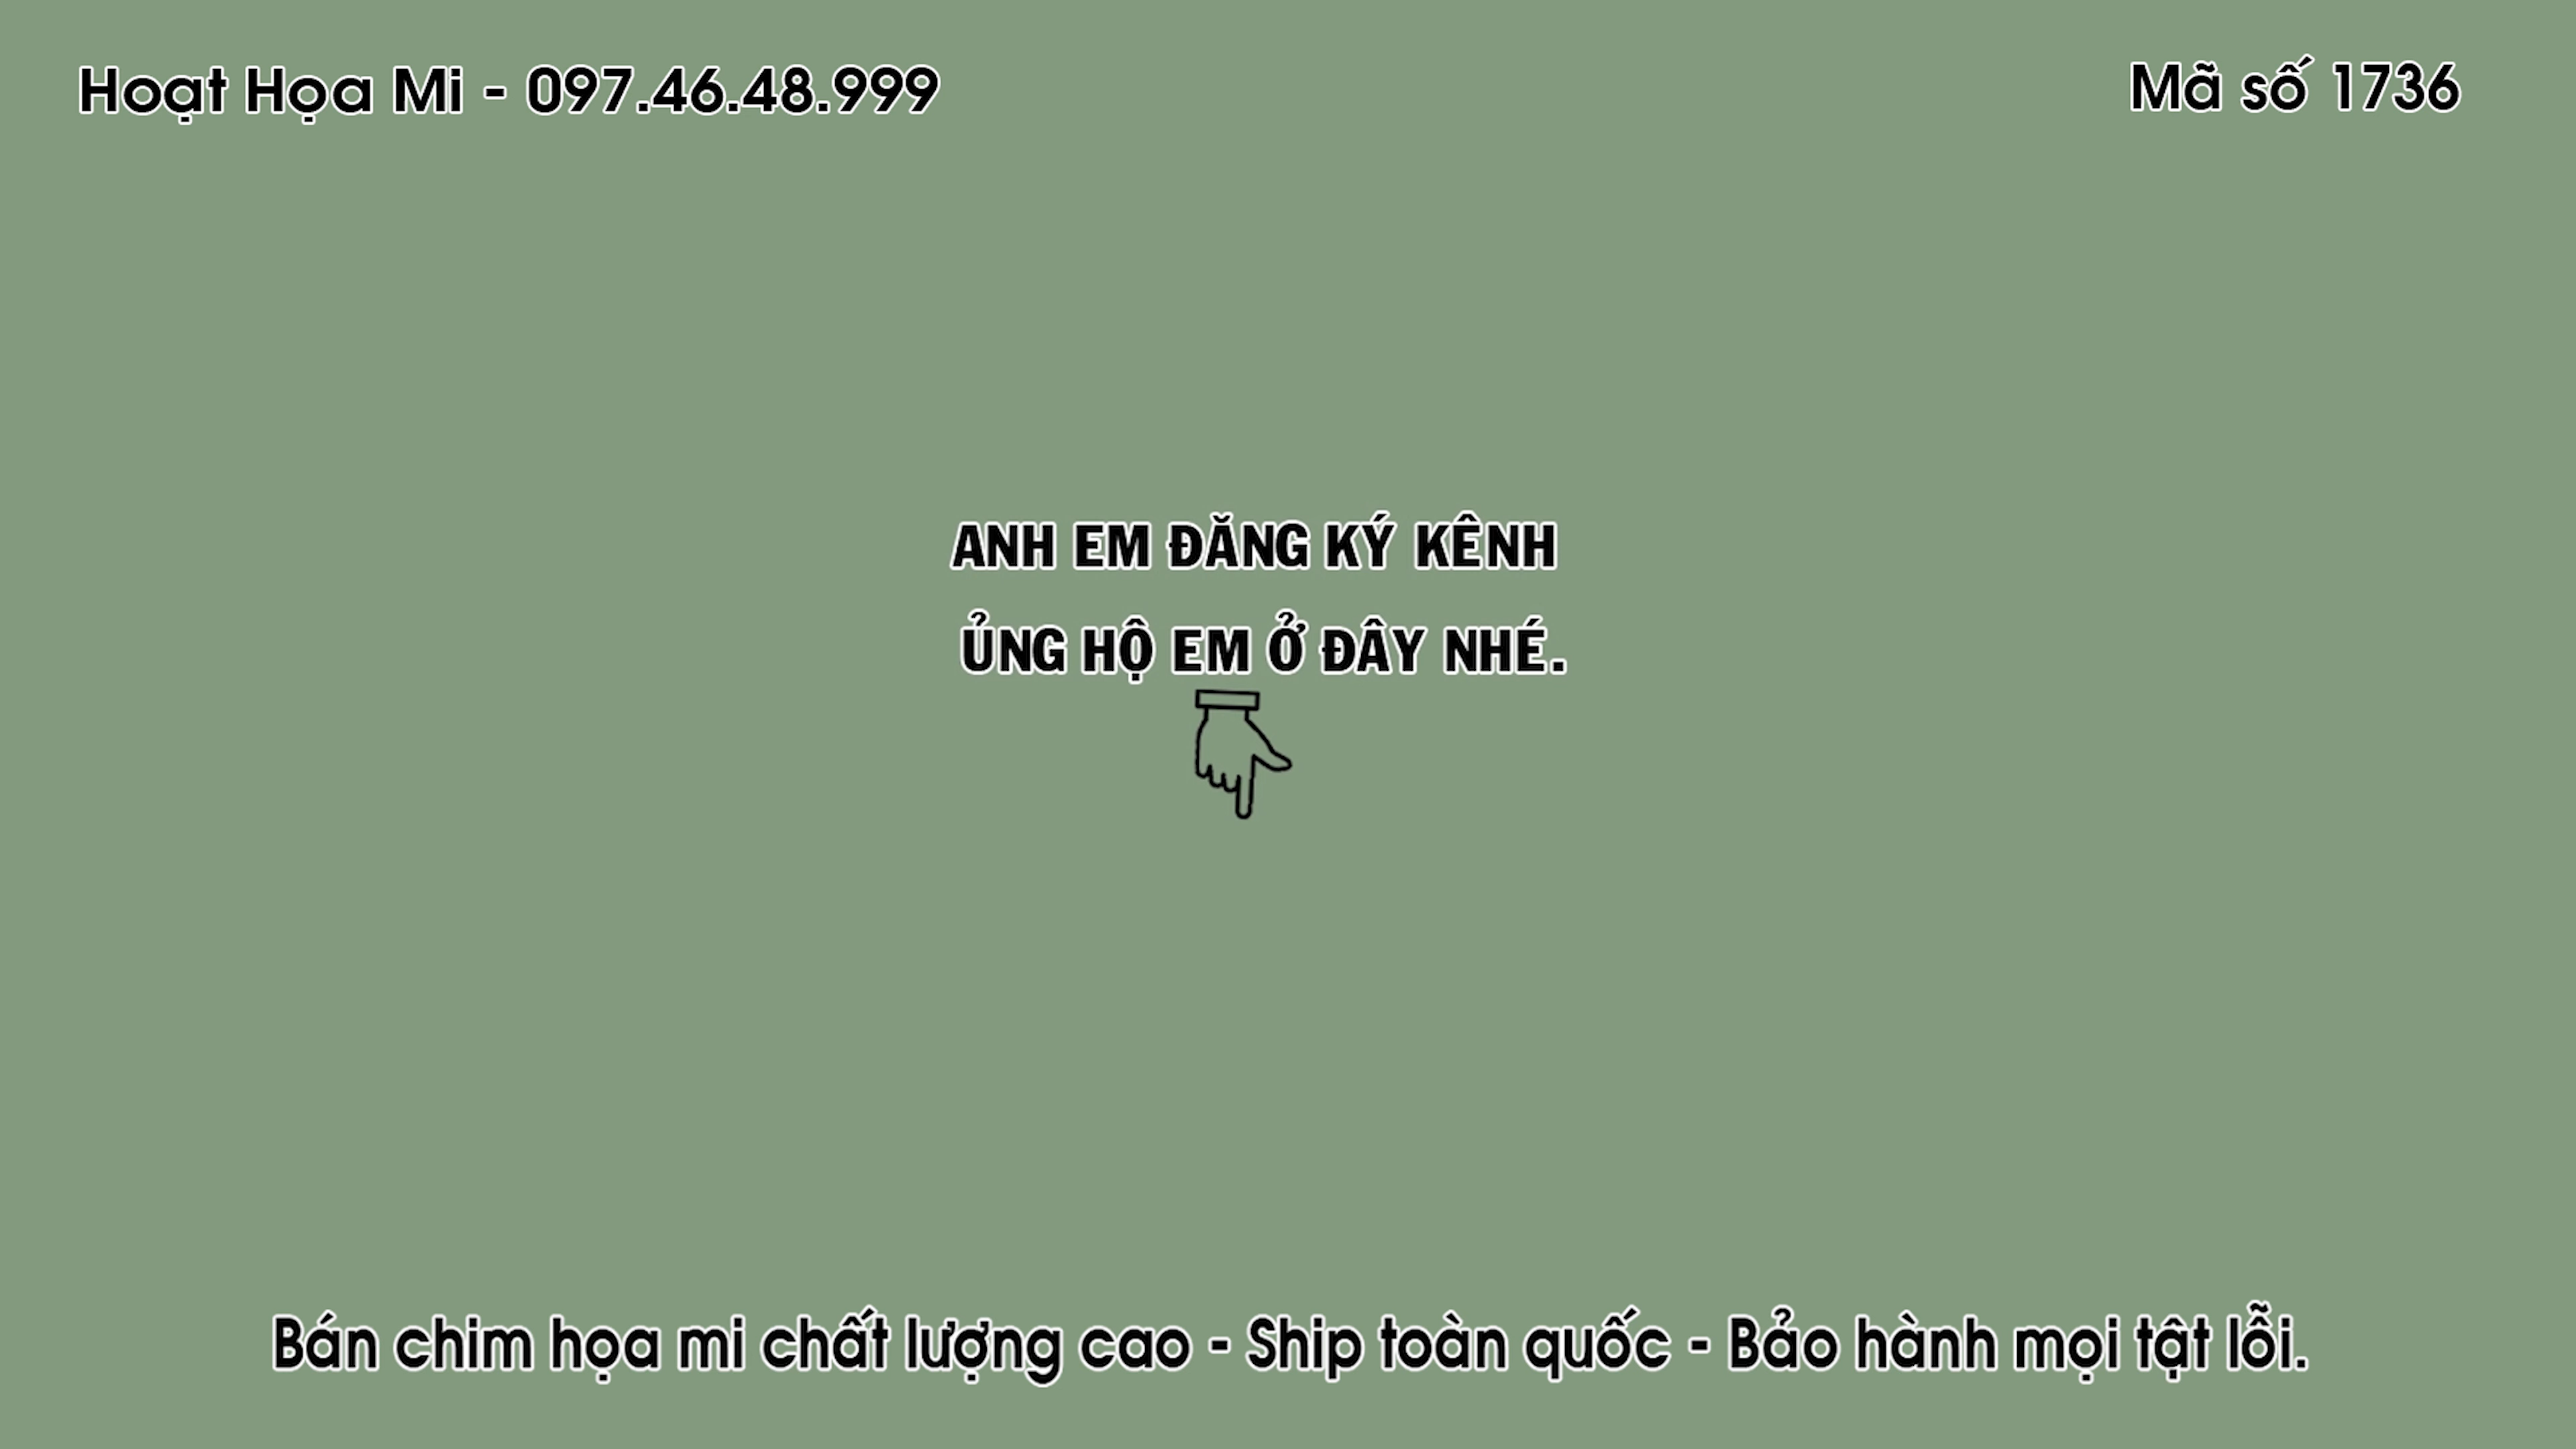 Hoạt Họa Mi - 097.46.48.999
Mã số 1736
ANH EM ĐĂNG KÝ KÊNH
ỦNG HỘ EM Ở ĐÂY NHÉ.
Bán chim họa mi chất lượng cao - Ship toàn quốc - Bảo hành mọi tật lỗi.